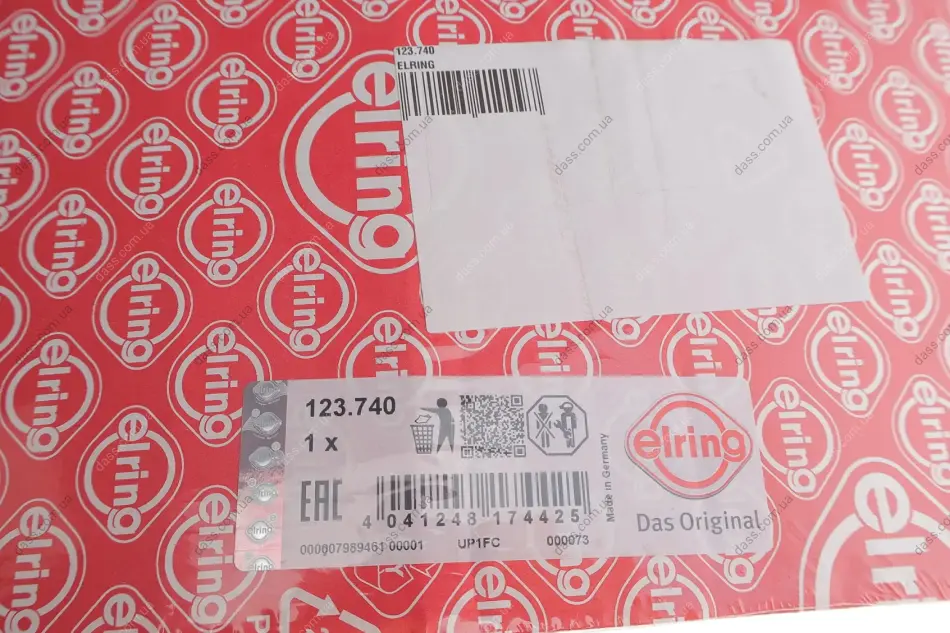 123.740
ELRING
elring
123.740
1 x
EAC
4 041248 174425
000007989461 00001
UP1FC
000073
Made in Germany
elring
Das Original
elring
dass.com.ua